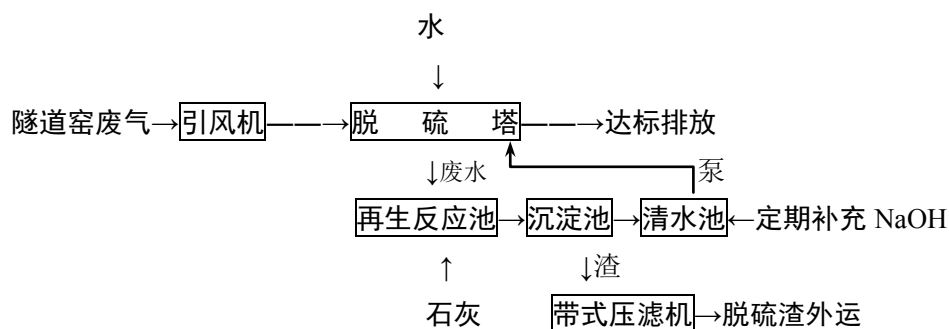 水
↓
隧道窑废气→引风机——→脱 硫 塔——→达标排放
↓废水 泵
再生反应池→沉淀池→清水池←定期补充 NaOH
↑ ↓渣
石灰 带式压滤机→脱硫渣外运